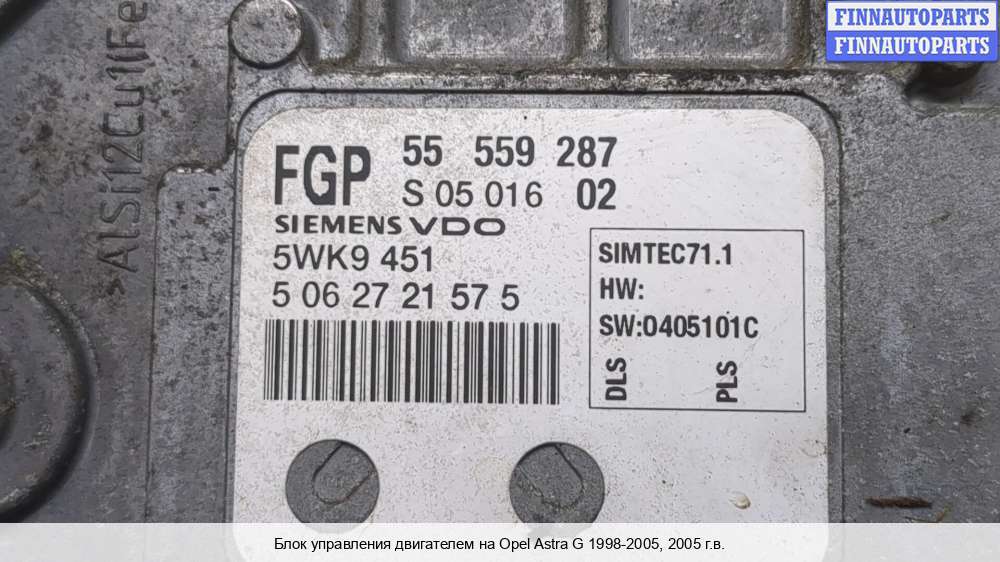 FINNAUTOPARTS
FINNAUTOPARTS
>AlSi12Cu1Fe
FGP 55 559 287
S 05 016 02
SIEMENS VDO
5WK9 451
5 06 27 21 57 5
SIMTEC71.1
HW:
SW:0405101C
DLS PLS
Блок управления двигателем на Opel Astra G 1998-2005, 2005 г.в.